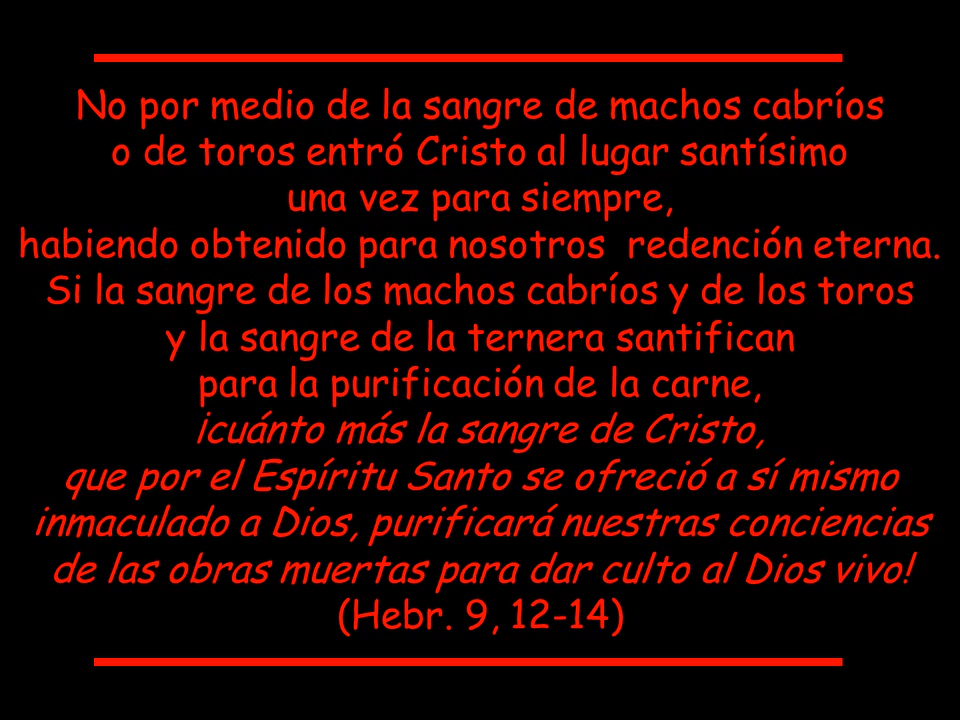 No por medio de la sangre de machos cabríos
o de toros entró Cristo al lugar santísimo
una vez para siempre,
habiendo obtenido para nosotros  redención eterna.
Si la sangre de los machos cabríos y de los toros
y la sangre de la ternera santifican
para la purificación de la carne,
¡cuánto más la sangre de Cristo,
que por el Espíritu Santo se ofreció a sí mismo
inmaculado a Dios, purificará nuestras conciencias
de las obras muertas para dar culto al Dios vivo!
(Hebr. 9, 12-14)